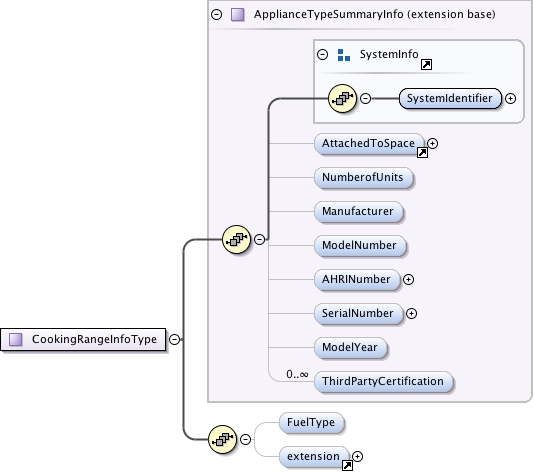 ApplianceTypeSummaryInfo (extension base)
SystemInfo
SystemIdentifier
AttachedToSpace
NumberofUnits
Manufacturer
ModelNumber
AHRINumber
SerialNumber
ModelYear
0..∞
ThirdPartyCertification
CookingRangeInfoType
FuelType
extension